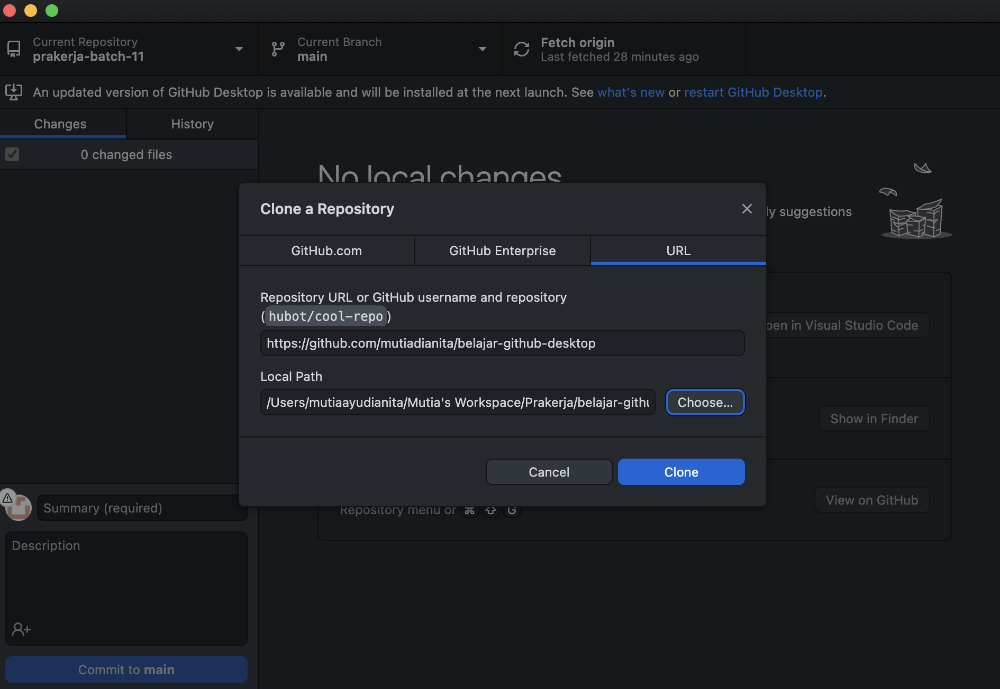 Current Repository
prakerja-batch-11
Current Branch
main
Fetch origin
Last fetched 28 minutes ago
An updated version of GitHub Desktop is available and will be installed at the next launch. See what's new or restart GitHub Desktop.
Changes
History
0 changed files
No local changes
ly suggestions
Clone a Repository
GitHub.com
GitHub Enterprise
URL
Repository URL or GitHub username and repository
(hubot/cool-repo)
https://github.com/mutiadianita/belajar-github-desktop
Local Path
/Users/mutiaayudianita/Mutia's Workspace/Prakerja/belajar-githu
Choose...
Cancel
Clone
pen in Visual Studio Code
Show in Finder
View on GitHub
Repository menu or ⌘ ⇧ G
Summary (required)
Description
Commit to main